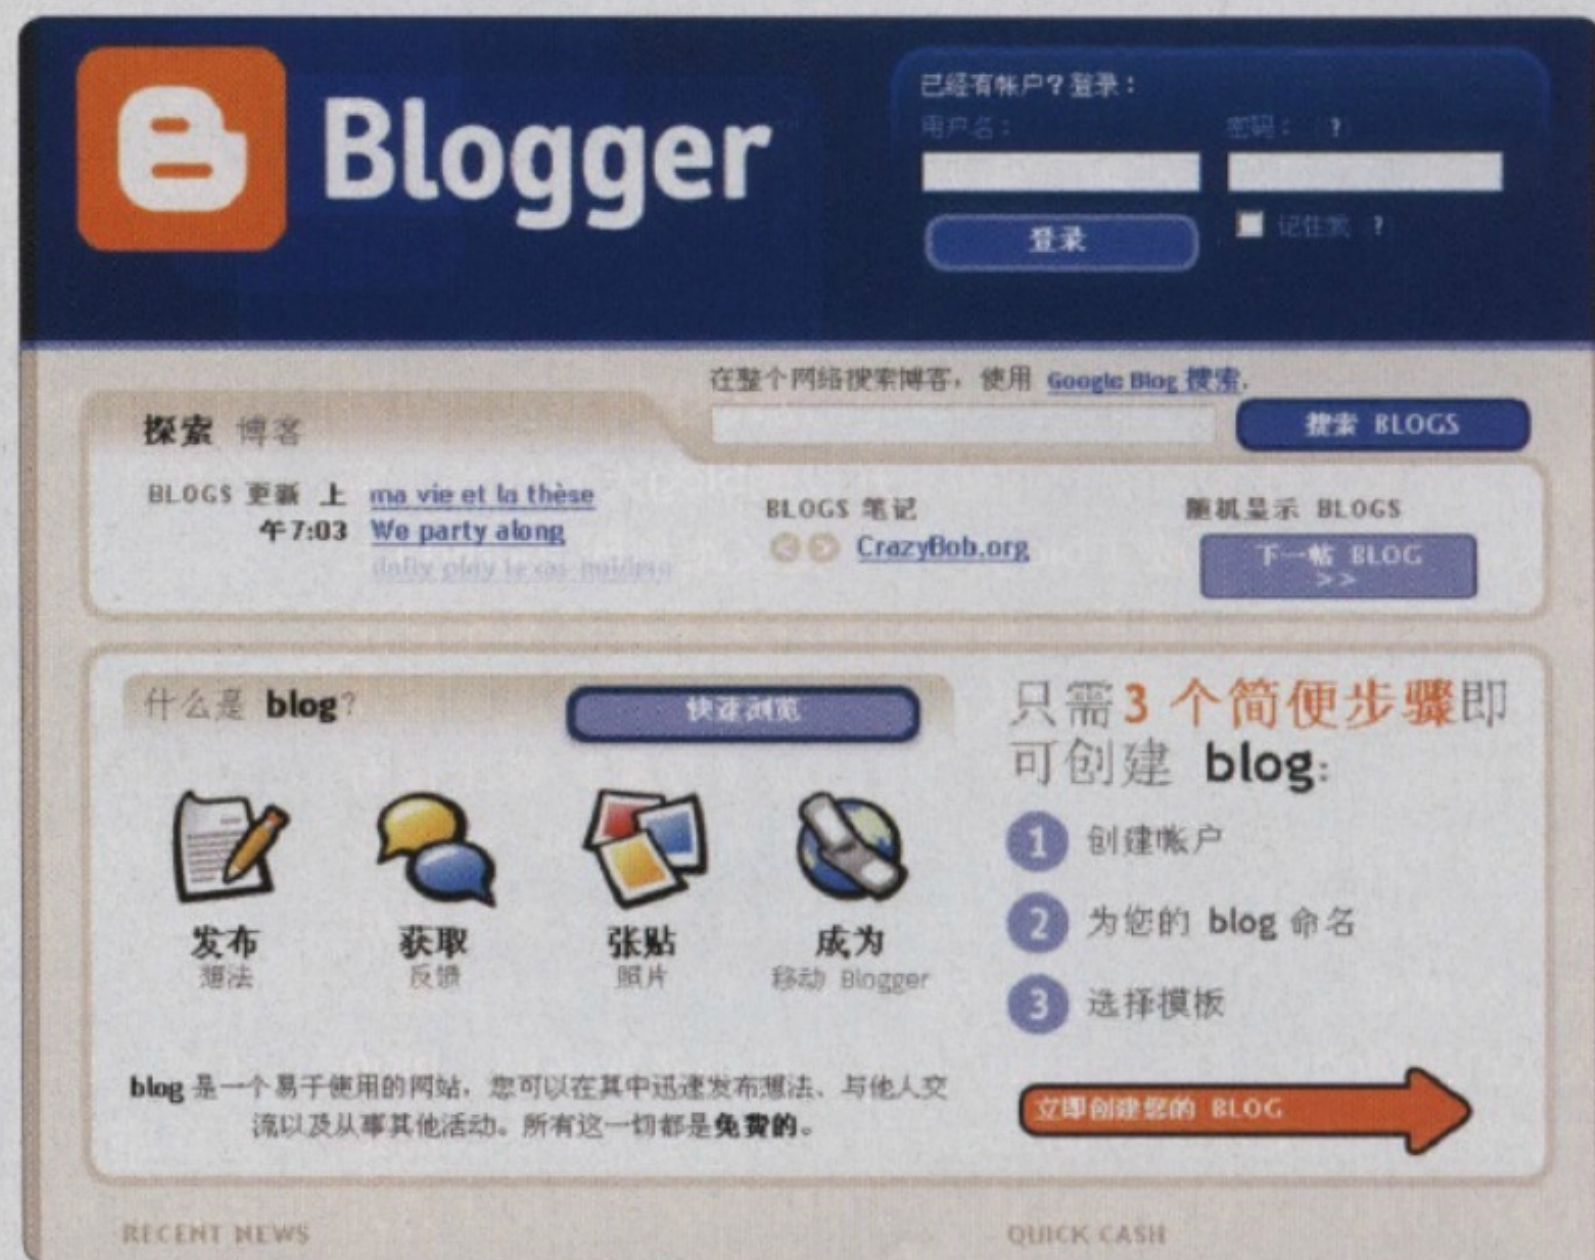 Blogger
已经有帐户？登录：
用户名：
密码： ?
登录
记住我 ?
在整个网络搜索博客，使用 Google Blog 搜索.
探索 博客
搜索 BLOGS
BLOGS 更新 上午7:03
ma vie et la thèse
We party along
BLOGS 笔记
CrazyBob.org
随机显示 BLOGS
下一帖 BLOG
>>
什么是 blog?
快速浏览
发布
想法
获取
反馈
张贴
照片
成为
移动 Blogger
blog 是一个易于使用的网站，您可以在其中迅速发布想法、与他人交
流以及从事其他活动。所有这一切都是免费的。
只需 3 个简便步骤即
可创建 blog:
1 创建帐户
2 为您的 blog 命名
3 选择模板
立即创建您的 BLOG
RECENT NEWS
QUICK CASH